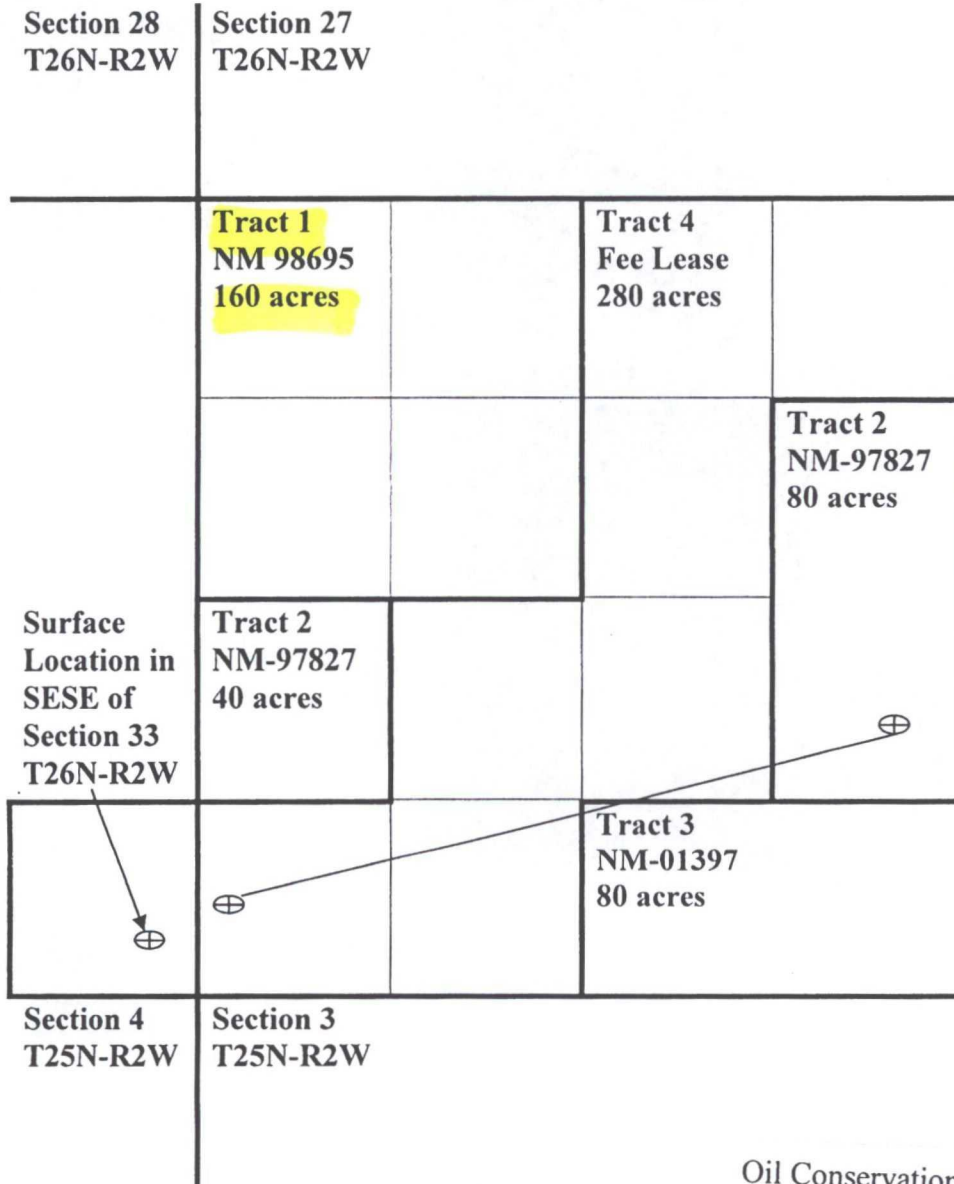 Section 28
T26N-R2W
Section 27
T26N-R2W
Tract 1
NM 98695
160 acres
Tract 4
Fee Lease
280 acres
Tract 2
NM-97827
80 acres
Surface
Location in
SESE of
Section 33
T26N-R2W
Tract 2
NM-97827
40 acres
Tract 3
NM-01397
80 acres
Section 4
T25N-R2W
Section 3
T25N-R2W
Oil Conservation